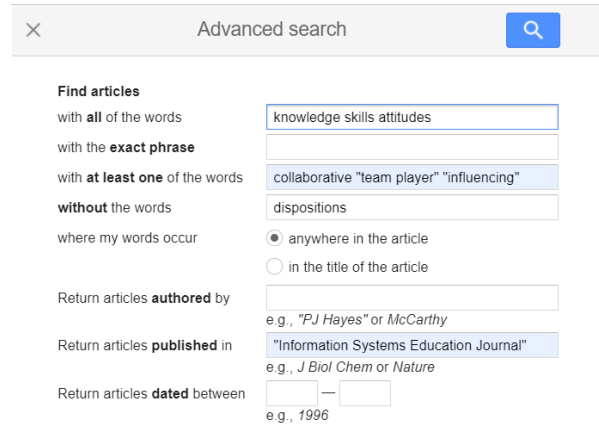 Advanced search
Find articles
with all of the words knowledge skills attitudes
with the exact phrase
with at least one of the words collaborative "team player" "influencing"
without the words dispositions
where my words occur anywhere in the article
in the title of the article
Return articles authored by
e.g., "PJ Hayes" or McCarthy
Return articles published in "Information Systems Education Journal"
e.g., J Biol Chem or Nature
Return articles dated between —
e.g., 1996